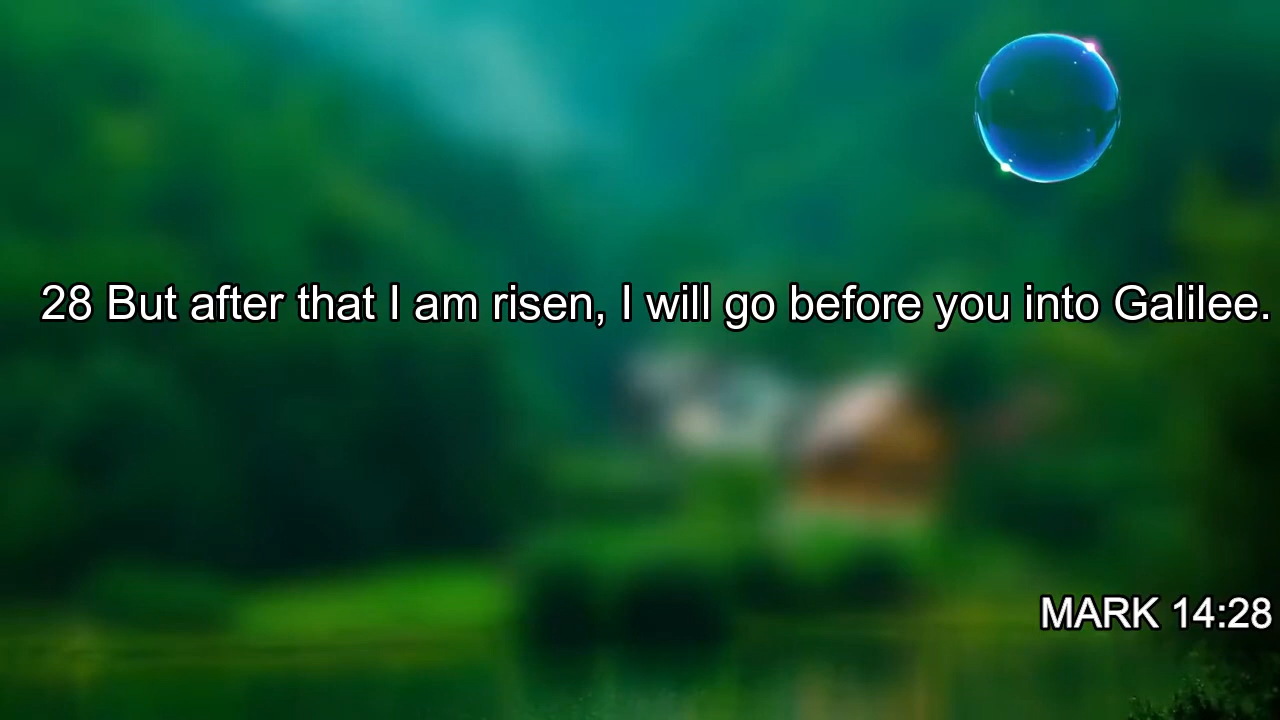 28 But after that I am risen, I will go before you into Galilee.
MARK 14:28